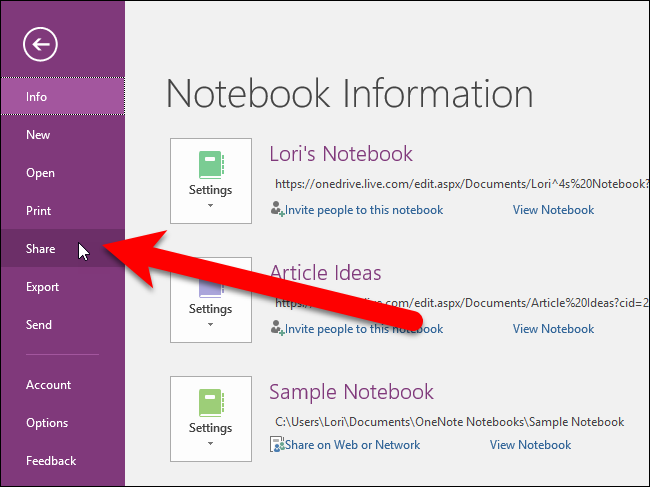 Info
New
Open
Print
Share
Export
Send
Account
Options
Feedback
Notebook Information
Settings
Lori's Notebook
https://onedrive.live.com/edit.aspx/Documents/Lori^4s%20Notebook?
Invite people to this notebook View Notebook
Settings
Article Ideas
live.com/edit.aspx/Documents/Article%20Ideas?cid=2
Invite people to this notebook View Notebook
Settings
Sample Notebook
C:\Users\Lori\Documents\OneNote Notebooks\Sample Notebook
Share on Web or Network View Notebook